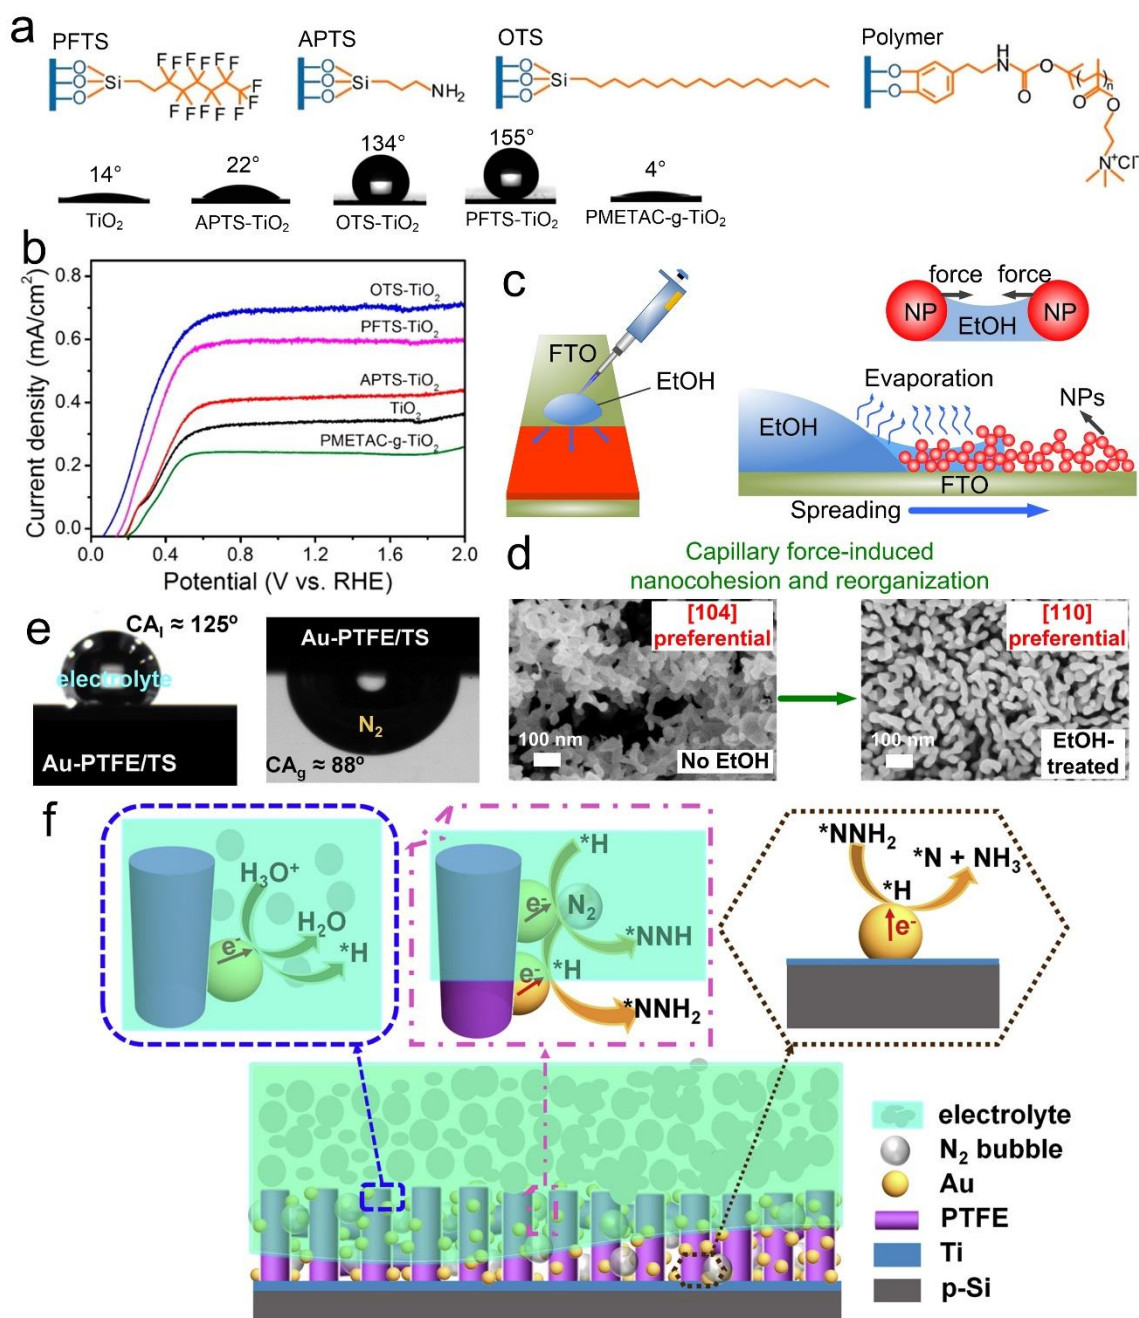 a
PFTS
APTS
OTS
Polymer
O
O
O
Si
F F F F F F
F
F
F F F F F
O
O
O
Si
NH₂
O
O
O
Si
O
O
H
N
O
O
n
O
O
N⁺Cl⁻
14°
22°
134°
155°
4°
TiO₂
APTS-TiO₂
OTS-TiO₂
PFTS-TiO₂
PMETAC-g-TiO₂
b
Current density (mA/cm²)
0.8
0.6
0.4
0.2
0.0
OTS-TiO₂
PFTS-TiO₂
APTS-TiO₂
TiO₂
PMETAC-g-TiO₂
0.0 0.4 0.8 1.2 1.6 2.0
Potential (V vs. RHE)
c
FTO
EtOH
force force
NP EtOH NP
Evaporation
NPs
EtOH
FTO
Spreading
d
Capillary force-induced
nanocohesion and reorganization
[104]
preferential
100 nm
No EtOH
[110]
preferential
100 nm
EtOH-
treated
e
CAₗ ≈ 125º
electrolyte
Au-PTFE/TS
Au-PTFE/TS
N₂
CA_g ≈ 88º
f
H₃O⁺
H₂O
e⁻
*H
*H
e⁻
N₂
*NNH
e⁻
*H
*NNH₂
*NNH₂
*N + NH₃
*H
e⁻
electrolyte
N₂ bubble
Au
PTFE
Ti
p-Si